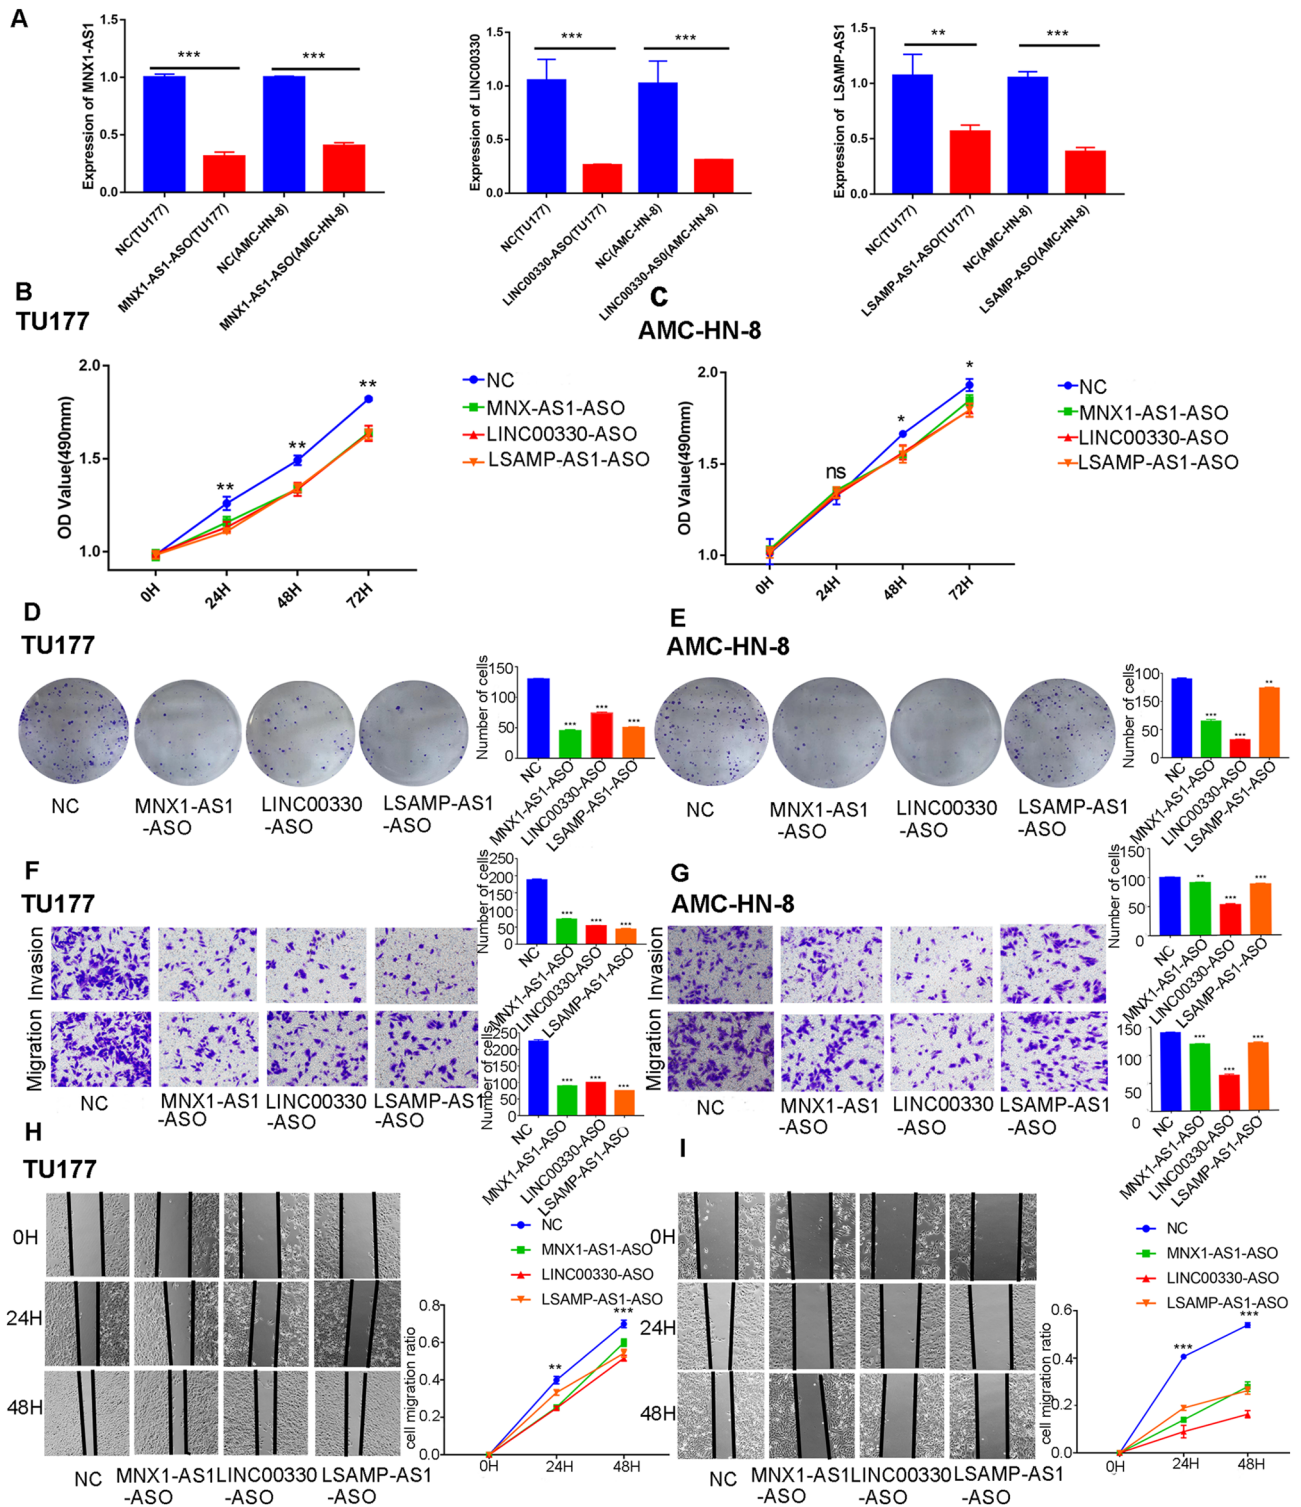 A
Expression of MNX1-AS1
1.5
1.0
0.5
0.0
***
***
NC(TU177)
MNX1-AS1-ASO(TU177)
NC(AMC-HN-8)
MNX1-AS1-ASO(AMC-HN-8)
Expression of LINC00330
1.5
1.0
0.5
0.0
***
***
NC(TU177)
LINC00330-ASO(TU177)
NC(AMC-HN-8)
LINC00330-AS0(AMC-HN-8)
Expression of LSAMP-AS1
1.5
1.0
0.5
0.0
**
***
NC(TU177)
LSAMP-AS1-ASO(TU177)
NC(AMC-HN-8)
LSAMP-ASO(AMC-HN-8)
B
TU177
OD Value(490mm)
2.0
1.5
1.0
**
**
**
0H
24H
48H
72H
NC
MNX-AS1-ASO
LINC00330-ASO
LSAMP-AS1-ASO
C
AMC-HN-8
OD Value(490mm)
2.0
1.5
1.0
ns
*
*
0H
24H
48H
72H
NC
MNX1-AS1-ASO
LINC00330-ASO
LSAMP-AS1-ASO
D
TU177
NC
MNX1-AS1
-ASO
LINC00330
-ASO
LSAMP-AS1
-ASO
Number of cells
150
100
50
0
***
***
***
NC
MNX1-AS1-ASO
LINC00330-ASO
LSAMP-AS1-ASO
E
AMC-HN-8
NC
MNX1-AS1
-ASO
LINC00330
-ASO
LSAMP-AS1
-ASO
Number of cells
100
150
50
0
***
***
**
NC
MNX1-AS1-ASO
LINC00330-ASO
LSAMP-AS1-ASO
F
TU177
Invasion
Migration
NC
MNX1-AS1
-ASO
LINC00330
-ASO
LSAMP-AS1
-ASO
Number of cells
250
200
150
100
50
0
***
***
***
NC
MNX1-AS1-ASO
LINC00330-ASO
LSAMP-AS1-ASO
Number of cells
250
200
150
100
50
0
***
***
***
NC
MNX1-AS1-ASO
LINC00330-ASO
LSAMP-AS1-ASO
G
AMC-HN-8
Invasion
Migration
NC
MNX1-AS1
-ASO
LINC00330
-ASO
LSAMP-AS1
-ASO
Number of cells
150
100
50
0
**
***
***
NC
MNX1-AS1-ASO
LINC00330-ASO
LSAMP-AS1-ASO
150
100
50
0
***
***
***
NC
MNX1-AS1-ASO
LINC00330-ASO
LSAMP-AS1-ASO
H
TU177
0H
24H
48H
NC
MNX1-AS1
-ASO
LINC00330
-ASO
LSAMP-AS1
-ASO
NC
MNX1-AS1-ASO
LINC00330-ASO
LSAMP-AS1-ASO
cell migration ratio
0.8
0.6
0.4
0.2
0.0
**
***
0H
24H
48H
I
0H
24H
48H
NC
MNX1-AS1
-ASO
LINC00330
-ASO
LSAMP-AS1
-ASO
NC
MNX1-AS1-ASO
LINC00330-ASO
LSAMP-AS1-ASO
cell migration ratio
0.6
0.4
0.2
0.0
***
***
0H
24H
48H